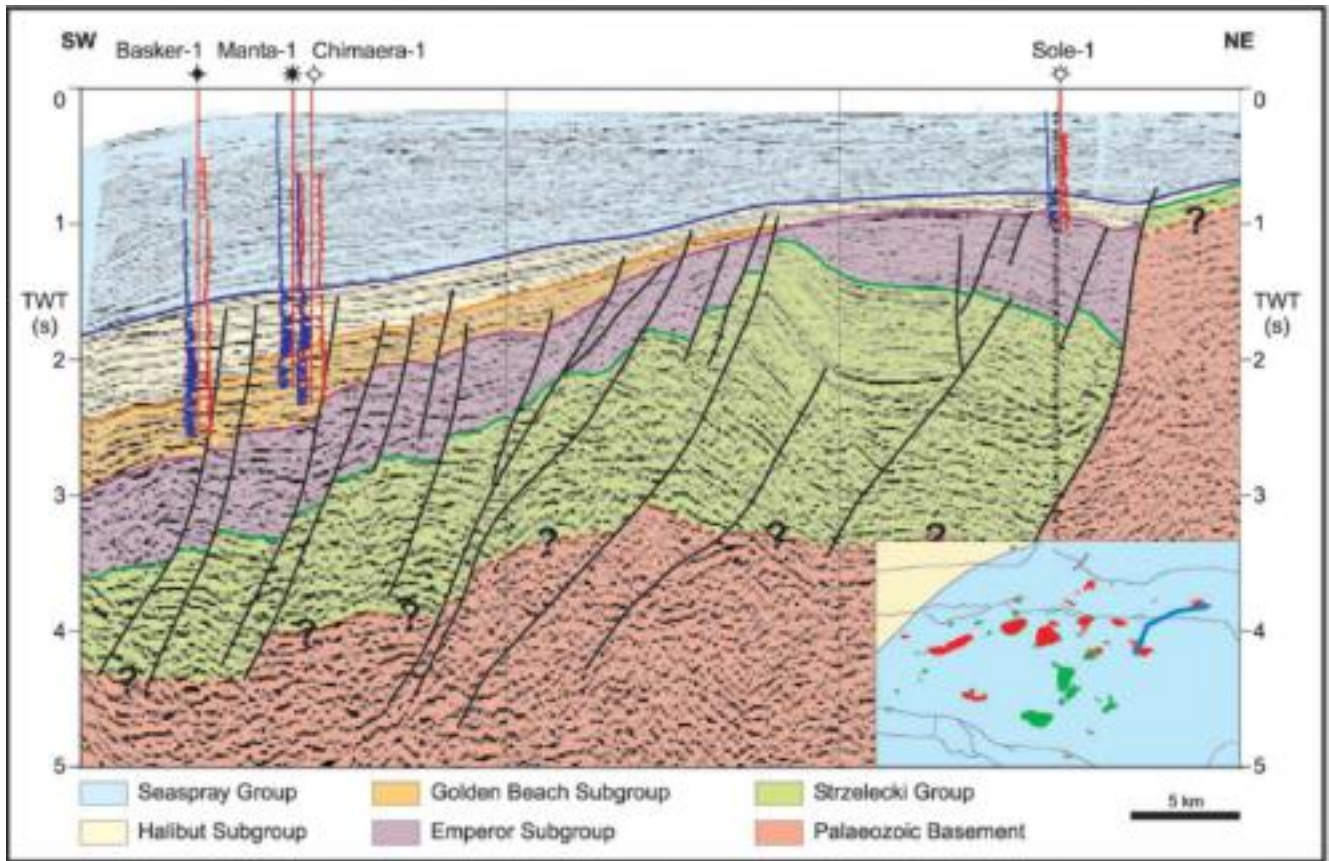 SW
NE
Basker-1 Manta-1 Chimaera-1
Sole-1
0
0
1
1
TWT
(s)
TWT
(s)
2
2
3
3
4
4
5
5
?
?
?
?
?
?
?
Seaspray Group
Golden Beach Subgroup
Strzelecki Group
5 km
Halibut Subgroup
Emperor Subgroup
Palaeozoic Basement